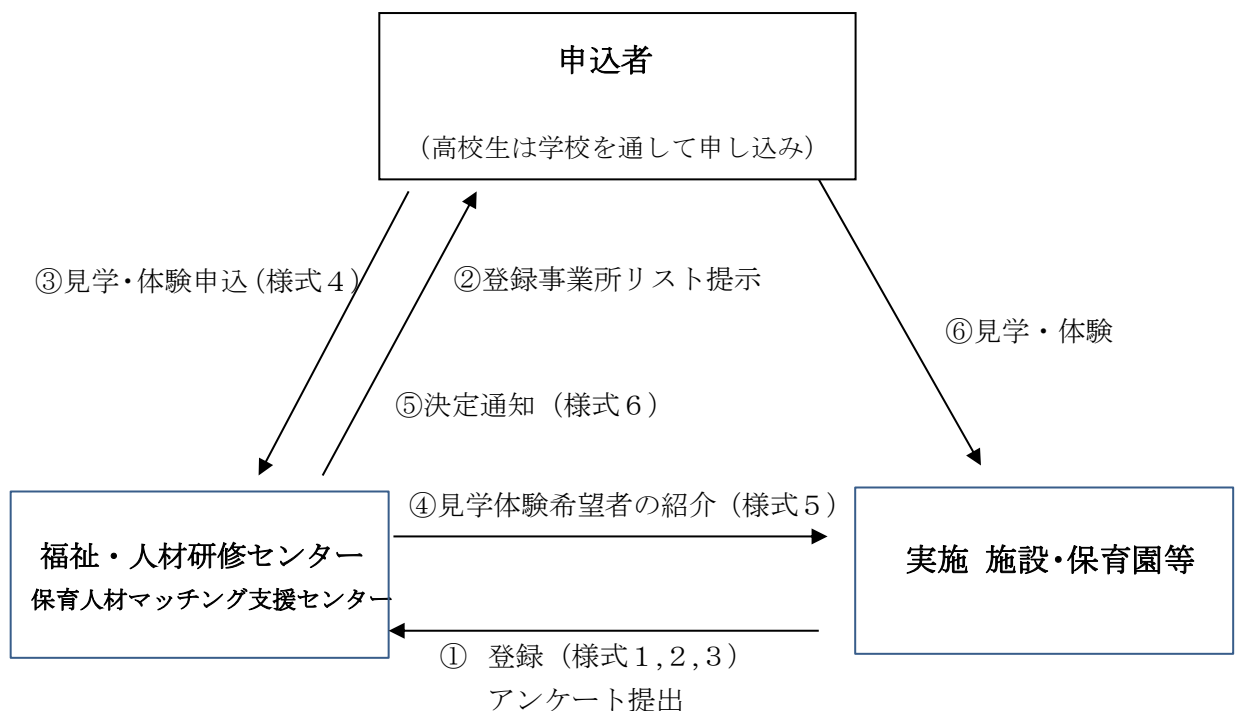 申込者
（高校生は学校を通して申し込み）
③見学・体験申込（様式４）
②登録事業所リスト提示
⑥見学・体験
⑤決定通知（様式６）
④見学体験希望者の紹介（様式５）
福祉・人材研修センター
保育人材マッチング支援センター
実施 施設・保育園等
① 登録（様式１,２,３）
アンケート提出